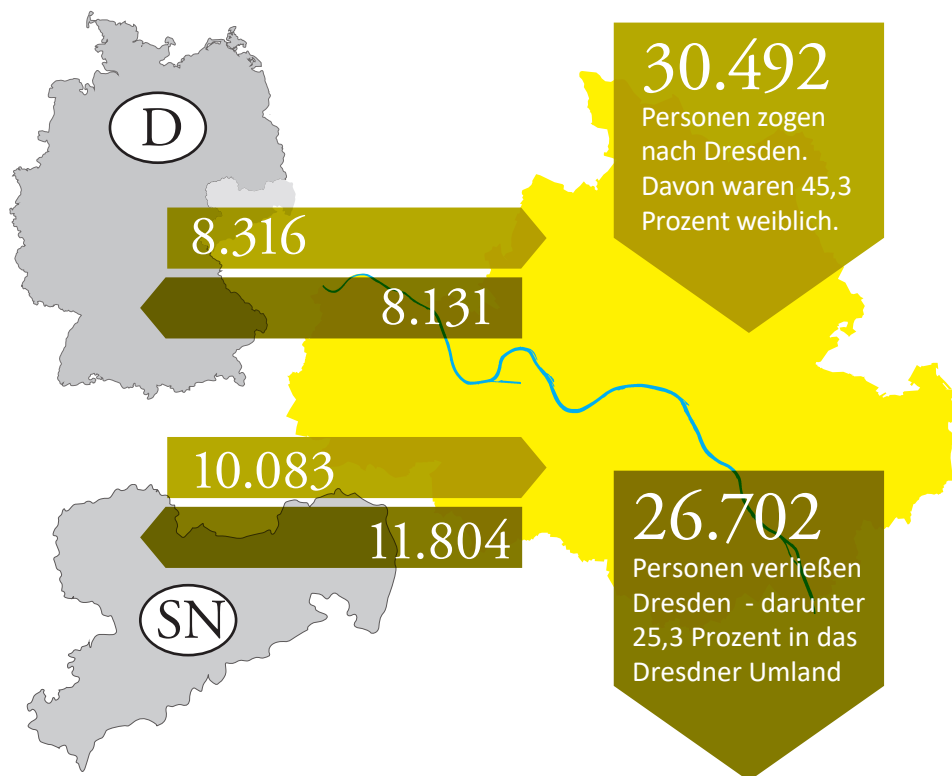 D
8.316
8.131
30.492
Personen zogen
nach Dresden.
Davon waren 45,3
Prozent weiblich.
10.083
11.804
SN
26.702
Personen verließen
Dresden - darunter
25,3 Prozent in das
Dresdner Umland